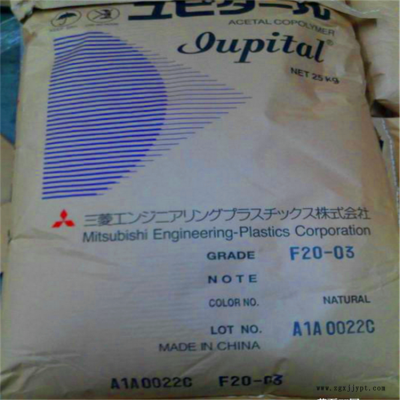 ユピタール
ACETAL COPOLYMER
Iupital®
NET 25kg
三菱エンジニアリングプラスチックス株式会社
Mitsubishi Engineering-Plastics Corporation
GRADE F20-03
NOTE
COLOR NO. NATURAL
LOT NO. A1A0022C
MADE IN CHINA
A1A0022C F20-03
www.xgsjjypt.com